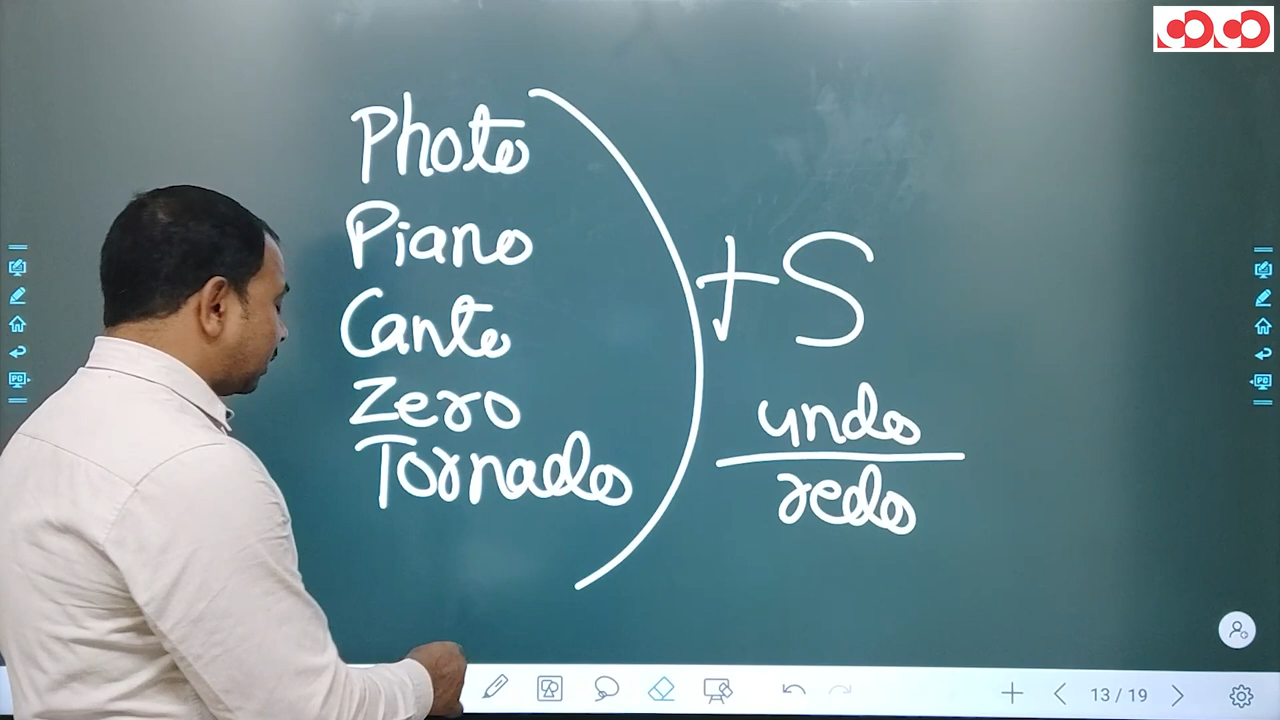 Photo
Piano
Canto
Zero
Tornado
+S
undo
redo
13 / 19